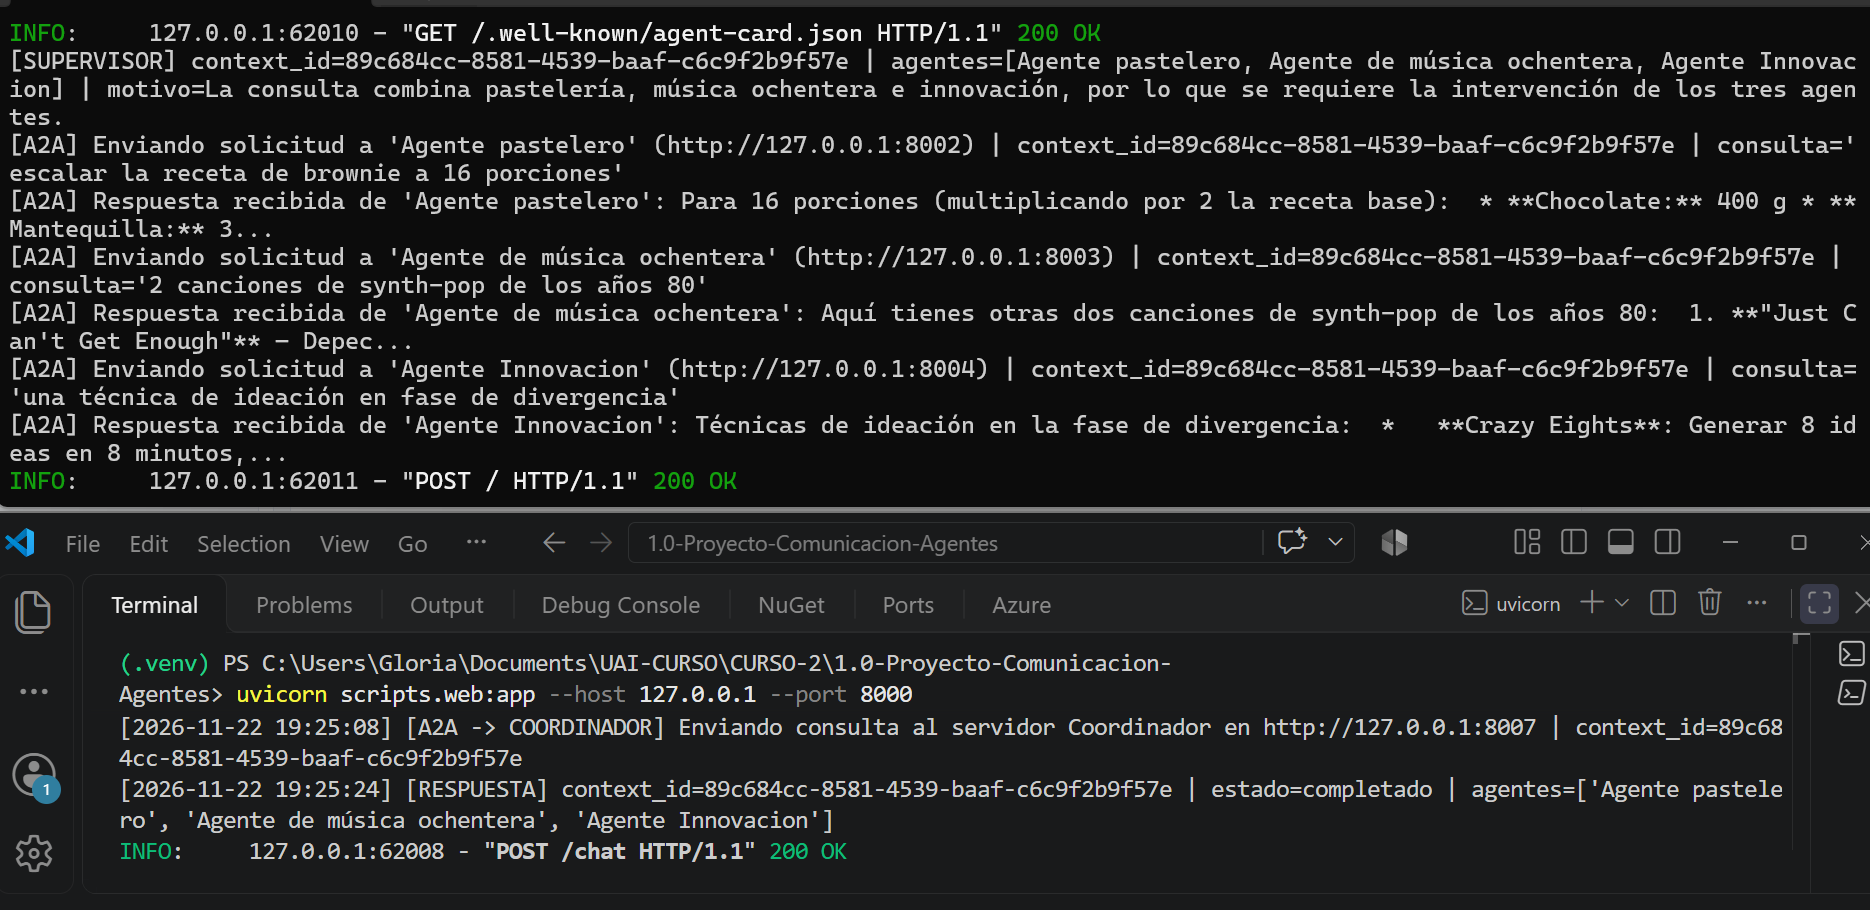 INFO:     127.0.0.1:62010 - "GET /.well-known/agent-card.json HTTP/1.1" 200 OK
[SUPERVISOR] context_id=89c684cc-8581-4539-baaf-c6c9f2b9f57e | agentes=[Agente pastelero, Agente de música ochentera, Agente Innovac
ion] | motivo=La consulta combina pastelería, música ochentera e innovación, por lo que se requiere la intervención de los tres agen
tes.
[A2A] Enviando solicitud a 'Agente pastelero' (http://127.0.0.1:8002) | context_id=89c684cc-8581-4539-baaf-c6c9f2b9f57e | consulta='
escalar la receta de brownie a 16 porciones'
[A2A] Respuesta recibida de 'Agente pastelero': Para 16 porciones (multiplicando por 2 la receta base):  * **Chocolate:** 400 g * **
Mantequilla:** 3...
[A2A] Enviando solicitud a 'Agente de música ochentera' (http://127.0.0.1:8003) | context_id=89c684cc-8581-4539-baaf-c6c9f2b9f57e |
consulta='2 canciones de synth-pop de los años 80'
[A2A] Respuesta recibida de 'Agente de música ochentera': Aquí tienes otras dos canciones de synth-pop de los años 80:  1. **"Just C
an't Get Enough"** – Depec...
[A2A] Enviando solicitud a 'Agente Innovacion' (http://127.0.0.1:8004) | context_id=89c684cc-8581-4539-baaf-c6c9f2b9f57e | consulta=
'una técnica de ideación en fase de divergencia'
[A2A] Respuesta recibida de 'Agente Innovacion': Técnicas de ideación en la fase de divergencia:  *   **Crazy Eights**: Generar 8 id
eas en 8 minutos,...
INFO:     127.0.0.1:62011 - "POST / HTTP/1.1" 200 OK
File Edit Selection View Go ··· 1.0-Proyecto-Comunicacion-Agentes
Terminal Problems Output Debug Console NuGet Ports Azure uvicorn
(.venv) PS C:\Users\Gloria\Documents\UAI-CURSO\CURSO-2\1.0-Proyecto-Comunicacion-
Agentes> uvicorn scripts.web:app --host 127.0.0.1 --port 8000
[2026-11-22 19:25:08] [A2A -> COORDINADOR] Enviando consulta al servidor Coordinador en http://127.0.0.1:8007 | context_id=89c68
4cc-8581-4539-baaf-c6c9f2b9f57e
[2026-11-22 19:25:24] [RESPUESTA] context_id=89c684cc-8581-4539-baaf-c6c9f2b9f57e | estado=completado | agentes=['Agente pastele
ro', 'Agente de música ochentera', 'Agente Innovacion']
1
INFO:     127.0.0.1:62008 - "POST /chat HTTP/1.1" 200 OK